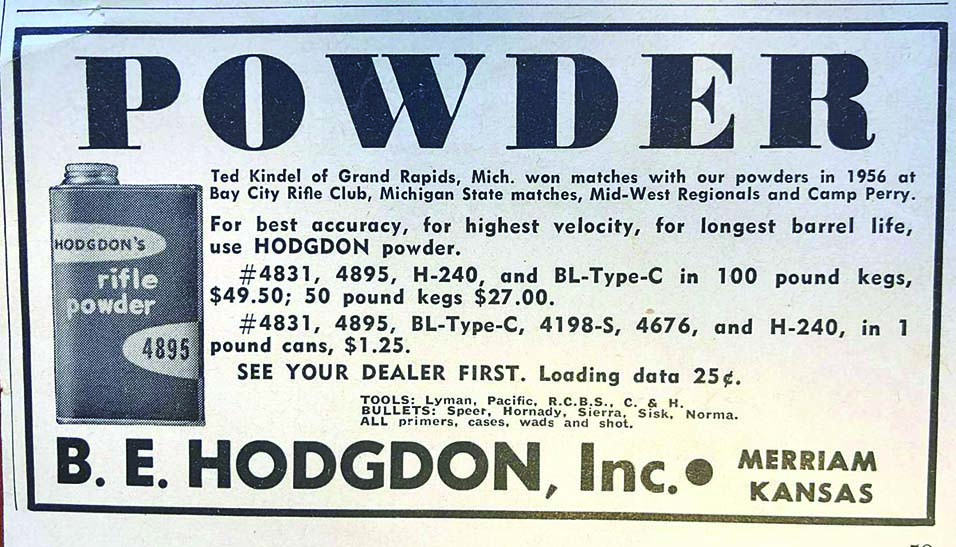 POWDER
Ted Kindel of Grand Rapids, Mich. won matches with our powders in 1956 at
Bay City Rifle Club, Michigan State matches, Mid-West Regionals and Camp Perry.
For best accuracy, for highest velocity, for longest barrel life,
use HODGDON powder.
#4831, 4895, H-240, and BL-Type-C in 100 pound kegs,
$49.50; 50 pound kegs $27.00.
#4831, 4895, BL-Type-C, 4198-S, 4676, and H-240, in 1
pound cans, $1.25.
SEE YOUR DEALER FIRST. Loading data 25¢.
TOOLS: Lyman, Pacific, R.C.B.S., C. & H.
BULLETS: Speer, Hornady, Sierra, Sisk, Norma.
ALL primers, cases, wads and shot.
HODGDON'S
rifle
powder
4895
B. E. HODGDON, Inc. •
MERRIAM
KANSAS